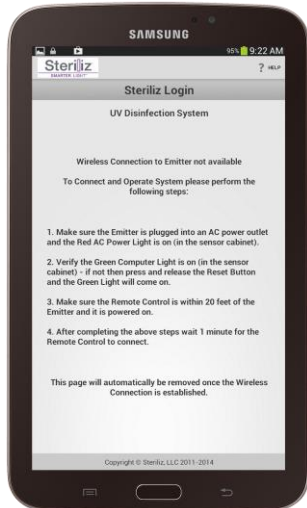 SAMSUNG
95% 9:22 AM
Steriliz
SMARTER LIGHT
? HELP
Steriliz Login
UV Disinfection System
Wireless Connection to Emitter not available
To Connect and Operate System please perform the
following steps:
1. Make sure the Emitter is plugged into an AC power outlet
and the Red AC Power Light is on (in the sensor cabinet).
2. Verify the Green Computer Light is on (in the sensor
cabinet) - if not then press and release the Reset Button
and the Green Light will come on.
3. Make sure the Remote Control is within 20 feet of the
Emitter and it is powered on.
4. After completing the above steps wait 1 minute for the
Remote Control to connect.
This page will automatically be removed once the Wireless
Connection is established.
Copyright © Steriliz, LLC 2011-2014